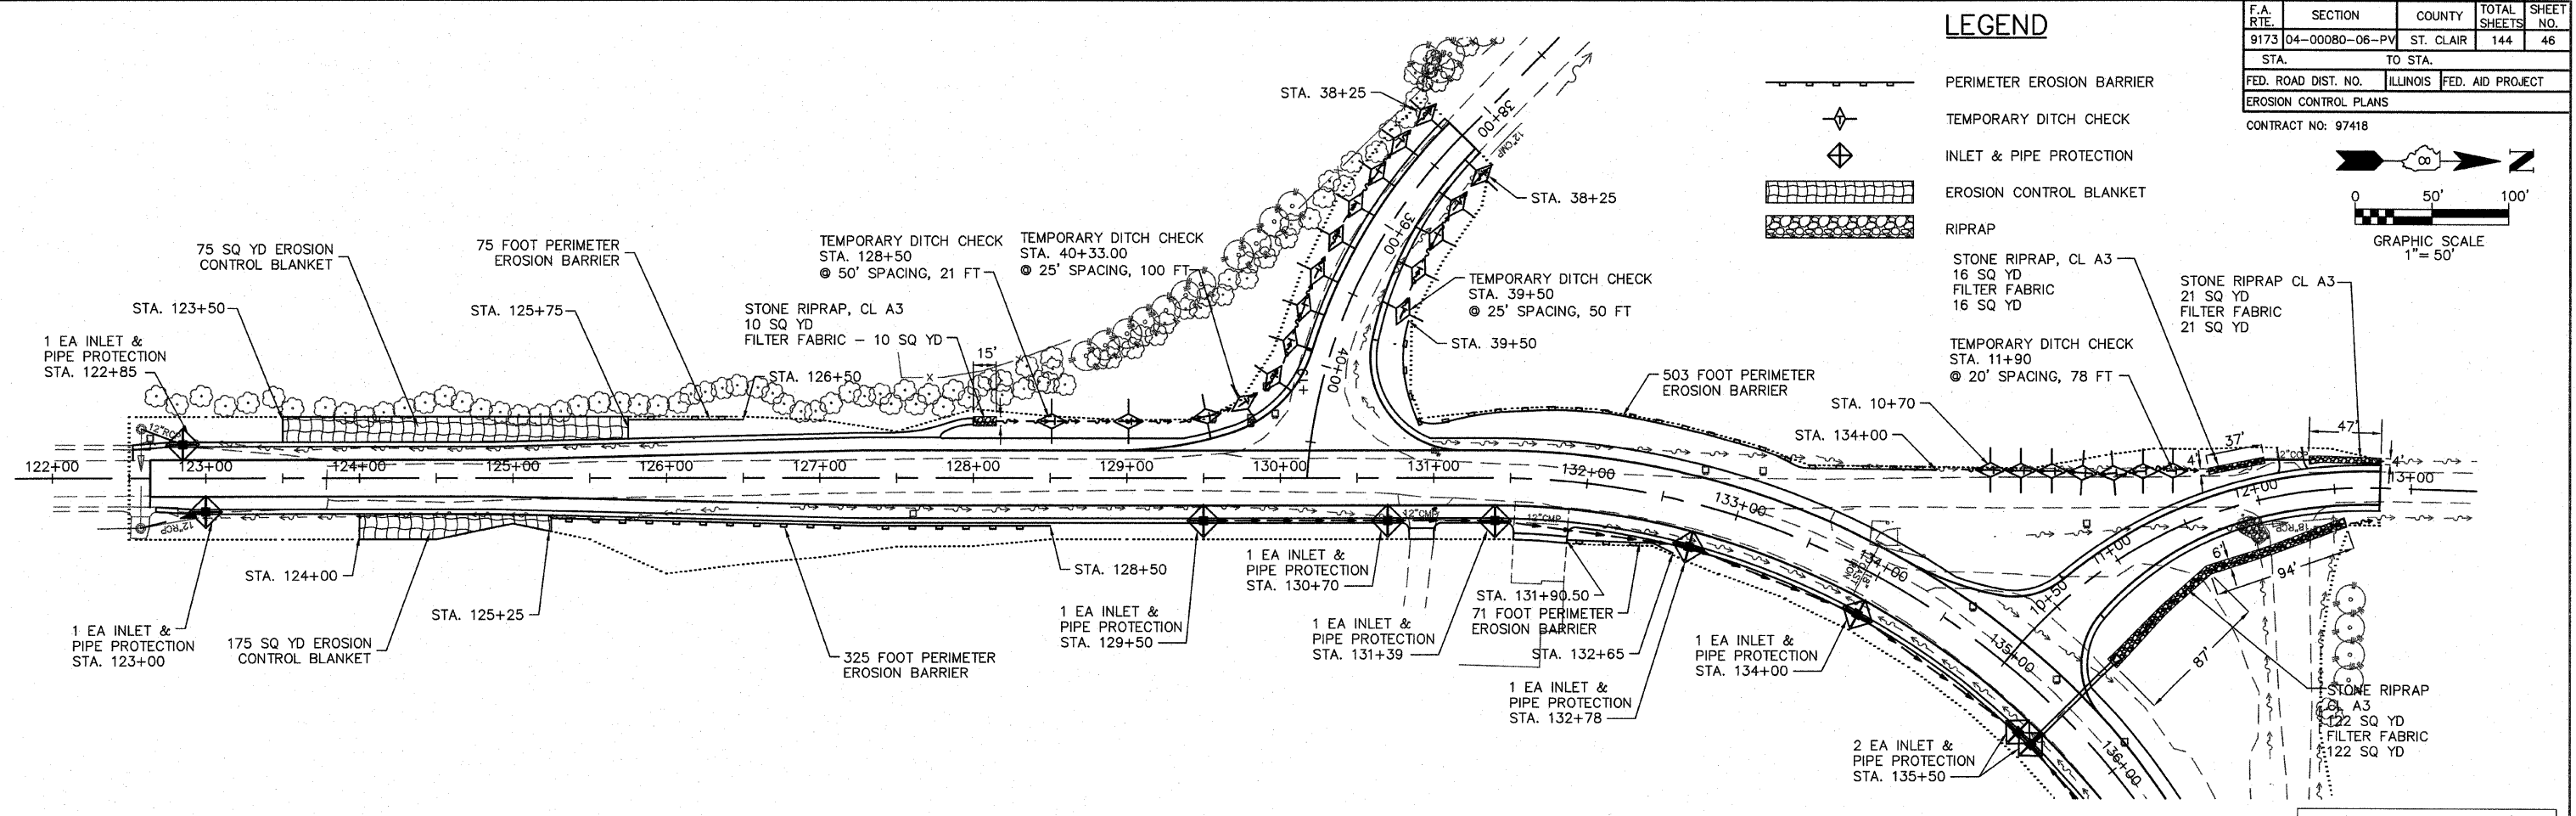 LEGEND
PERIMETER EROSION BARRIER
TEMPORARY DITCH CHECK
INLET & PIPE PROTECTION
EROSION CONTROL BLANKET
RIPRAP
F.A. RTE.
SECTION
COUNTY
TOTAL SHEETS
SHEET NO.
9173
04-00080-06-PV
ST. CLAIR
144
46
STA.
TO STA.
FED. ROAD DIST. NO.
ILLINOIS
FED. AID PROJECT
EROSION CONTROL PLANS
CONTRACT NO: 97418
N
0
50'
100'
GRAPHIC SCALE
1"= 50'
STA. 38+25
38+00
12"CMP
STA. 38+25
39+00
75 SQ YD EROSION
CONTROL BLANKET
75 FOOT PERIMETER
EROSION BARRIER
TEMPORARY DITCH CHECK
STA. 128+50
@ 50' SPACING, 21 FT
TEMPORARY DITCH CHECK
STA. 40+33.00
@ 25' SPACING, 100 FT
TEMPORARY DITCH CHECK
STA. 39+50
@ 25' SPACING, 50 FT
STONE RIPRAP, CL A3
16 SQ YD
FILTER FABRIC
16 SQ YD
STONE RIPRAP CL A3
21 SQ YD
FILTER FABRIC
21 SQ YD
STA. 123+50
STA. 125+75
STONE RIPRAP, CL A3
10 SQ YD
FILTER FABRIC - 10 SQ YD
15'
STA. 39+50
40+00
TEMPORARY DITCH CHECK
STA. 11+90
@ 20' SPACING, 78 FT
1 EA INLET &
PIPE PROTECTION
STA. 122+85
STA. 126+50
503 FOOT PERIMETER
EROSION BARRIER
STA. 10+70
STA. 134+00
37'
47'
4'
4'
12"RCP
122+00
123+00
124+00
125+00
126+00
127+00
128+00
129+00
130+00
131+00
132+00
133+00
134+00
135+00
136+00
10+50
11+00
12+00
13+00
12"RCP
12"CMP
12"CMP
18"RCP
6'
94'
87'
STA. 124+00
STA. 125+25
STA. 128+50
1 EA INLET &
PIPE PROTECTION
STA. 123+00
175 SQ YD EROSION
CONTROL BLANKET
325 FOOT PERIMETER
EROSION BARRIER
1 EA INLET &
PIPE PROTECTION
STA. 129+50
1 EA INLET &
PIPE PROTECTION
STA. 130+70
1 EA INLET &
PIPE PROTECTION
STA. 131+39
STA. 131+90.50
71 FOOT PERIMETER
EROSION BARRIER
STA. 132+65
1 EA INLET &
PIPE PROTECTION
STA. 132+78
1 EA INLET &
PIPE PROTECTION
STA. 134+00
2 EA INLET &
PIPE PROTECTION
STA. 135+50
STONE RIPRAP
CL A3
122 SQ YD
FILTER FABRIC
122 SQ YD